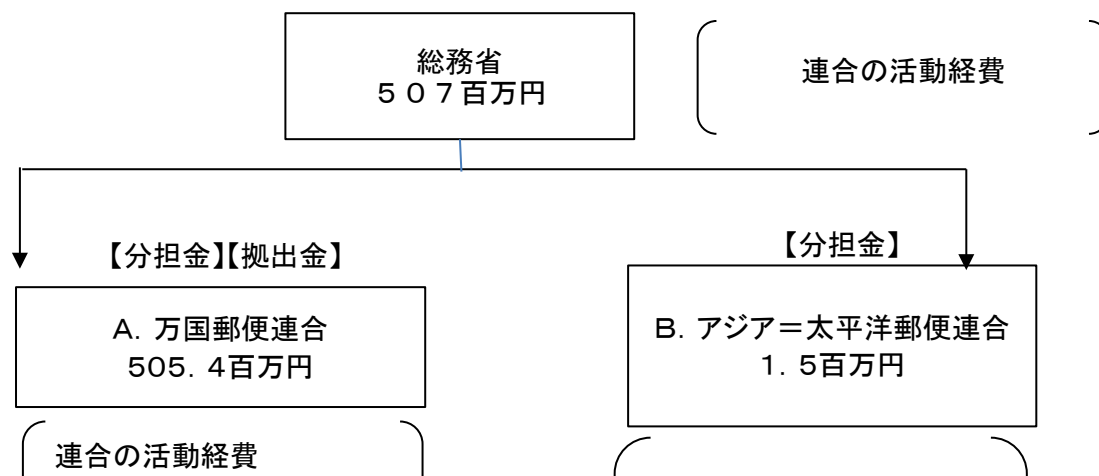 総務省
５０７百万円
連合の活動経費
【分担金】【拠出金】
【分担金】
A．万国郵便連合
505．4百万円
B．アジア＝太平洋郵便連合
1．5百万円
連合の活動経費